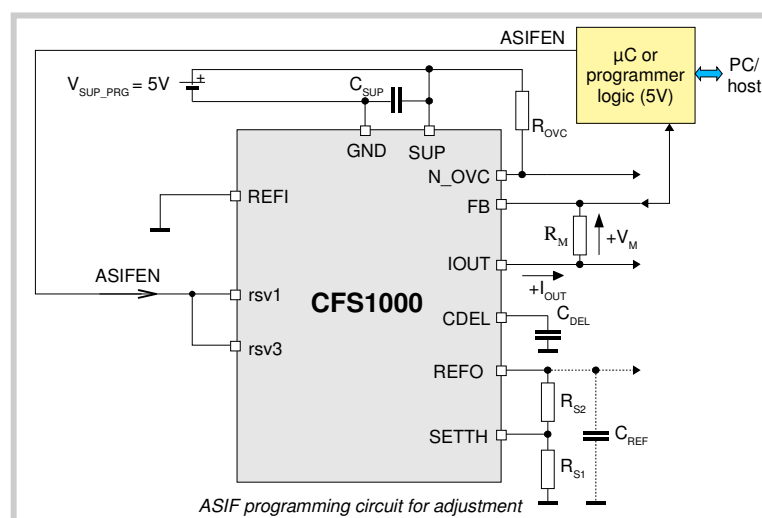 ASIFEN
µC or
programmer
logic (5V)
PC/
host
V_SUP_PRG = 5V
+
C_SUP
R_OVC
GND
SUP
N_OVC
REFI
FB
R_M
+V_M
ASIFEN
IOUT
+I_OUT
rsv1
CFS1000
CDEL
C_DEL
rsv3
REFO
R_S2
SETTH
C_REF
R_S1
ASIF programming circuit for adjustment